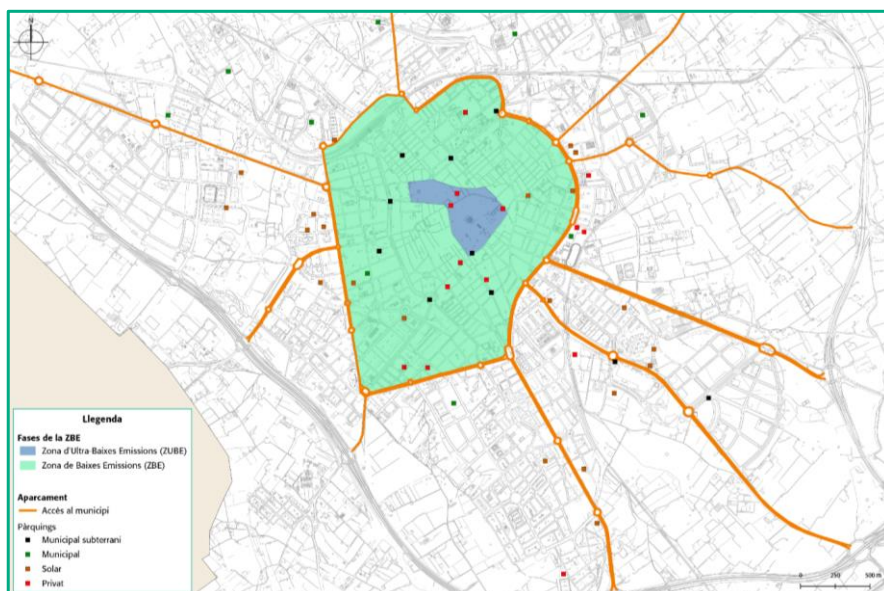 N
Llegenda
Fases de la ZBE
Zona d'Ultra-Baixes Emissions (ZUBE)
Zona de Baixes Emissions (ZBE)
Aparcament
Accés al municipi
Pàrquings
Municipal subterrani
Municipal
Solar
Privat
0 250 500 m